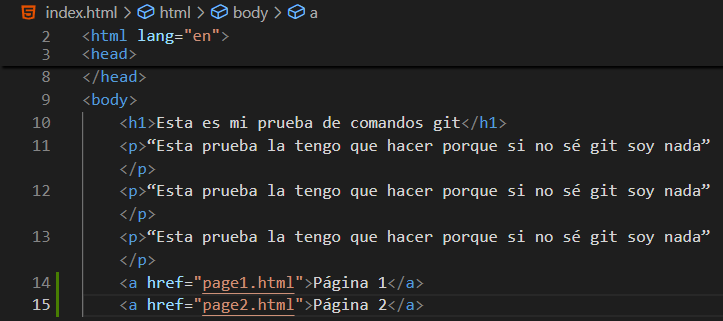 index.html > html > body > a
2 <html lang="en">
3 <head>
8 </head>
9 <body>
10 <h1>Esta es mi prueba de comandos git</h1>
11 <p>“Esta prueba la tengo que hacer porque si no sé git soy nada”
</p>
12 <p>“Esta prueba la tengo que hacer porque si no sé git soy nada”
</p>
13 <p>“Esta prueba la tengo que hacer porque si no sé git soy nada”
</p>
14 <a href="page1.html">Página 1</a>
15 <a href="page2.html">Página 2</a>